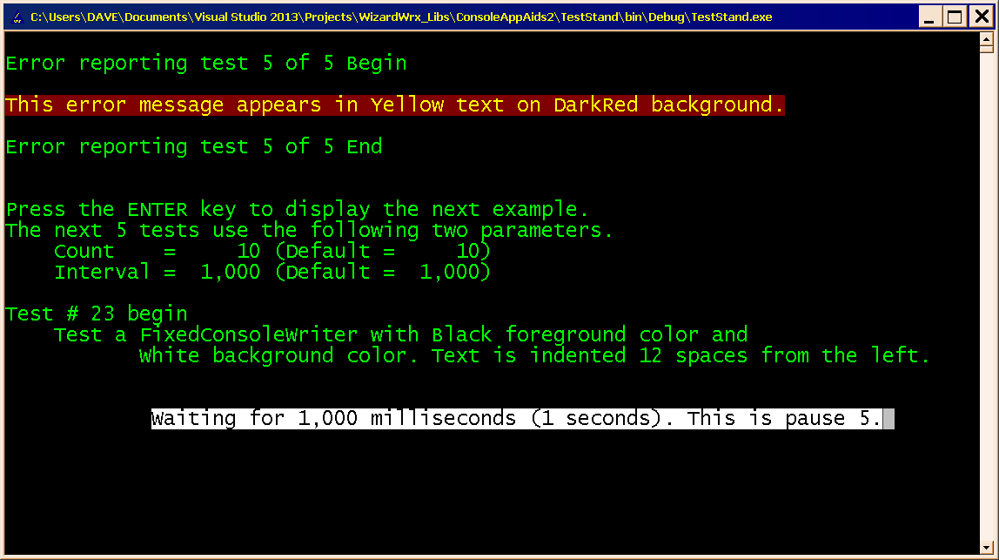 C:\Users\DAVE\Documents\Visual Studio 2013\Projects\WizardWrx_Libs\ConsoleAppAids2\TestStand\bin\Debug\TestStand.exe
Error reporting test 5 of 5 Begin
This error message appears in Yellow text on DarkRed background.
Error reporting test 5 of 5 End
Press the ENTER key to display the next example.
The next 5 tests use the following two parameters.
Count    =     10 (Default =     10)
Interval =  1,000 (Default =  1,000)
Test # 23 begin
Test a FixedConsoleWriter with Black foreground color and
White background color. Text is indented 12 spaces from the left.
Waiting for 1,000 milliseconds (1 seconds). This is pause 5.